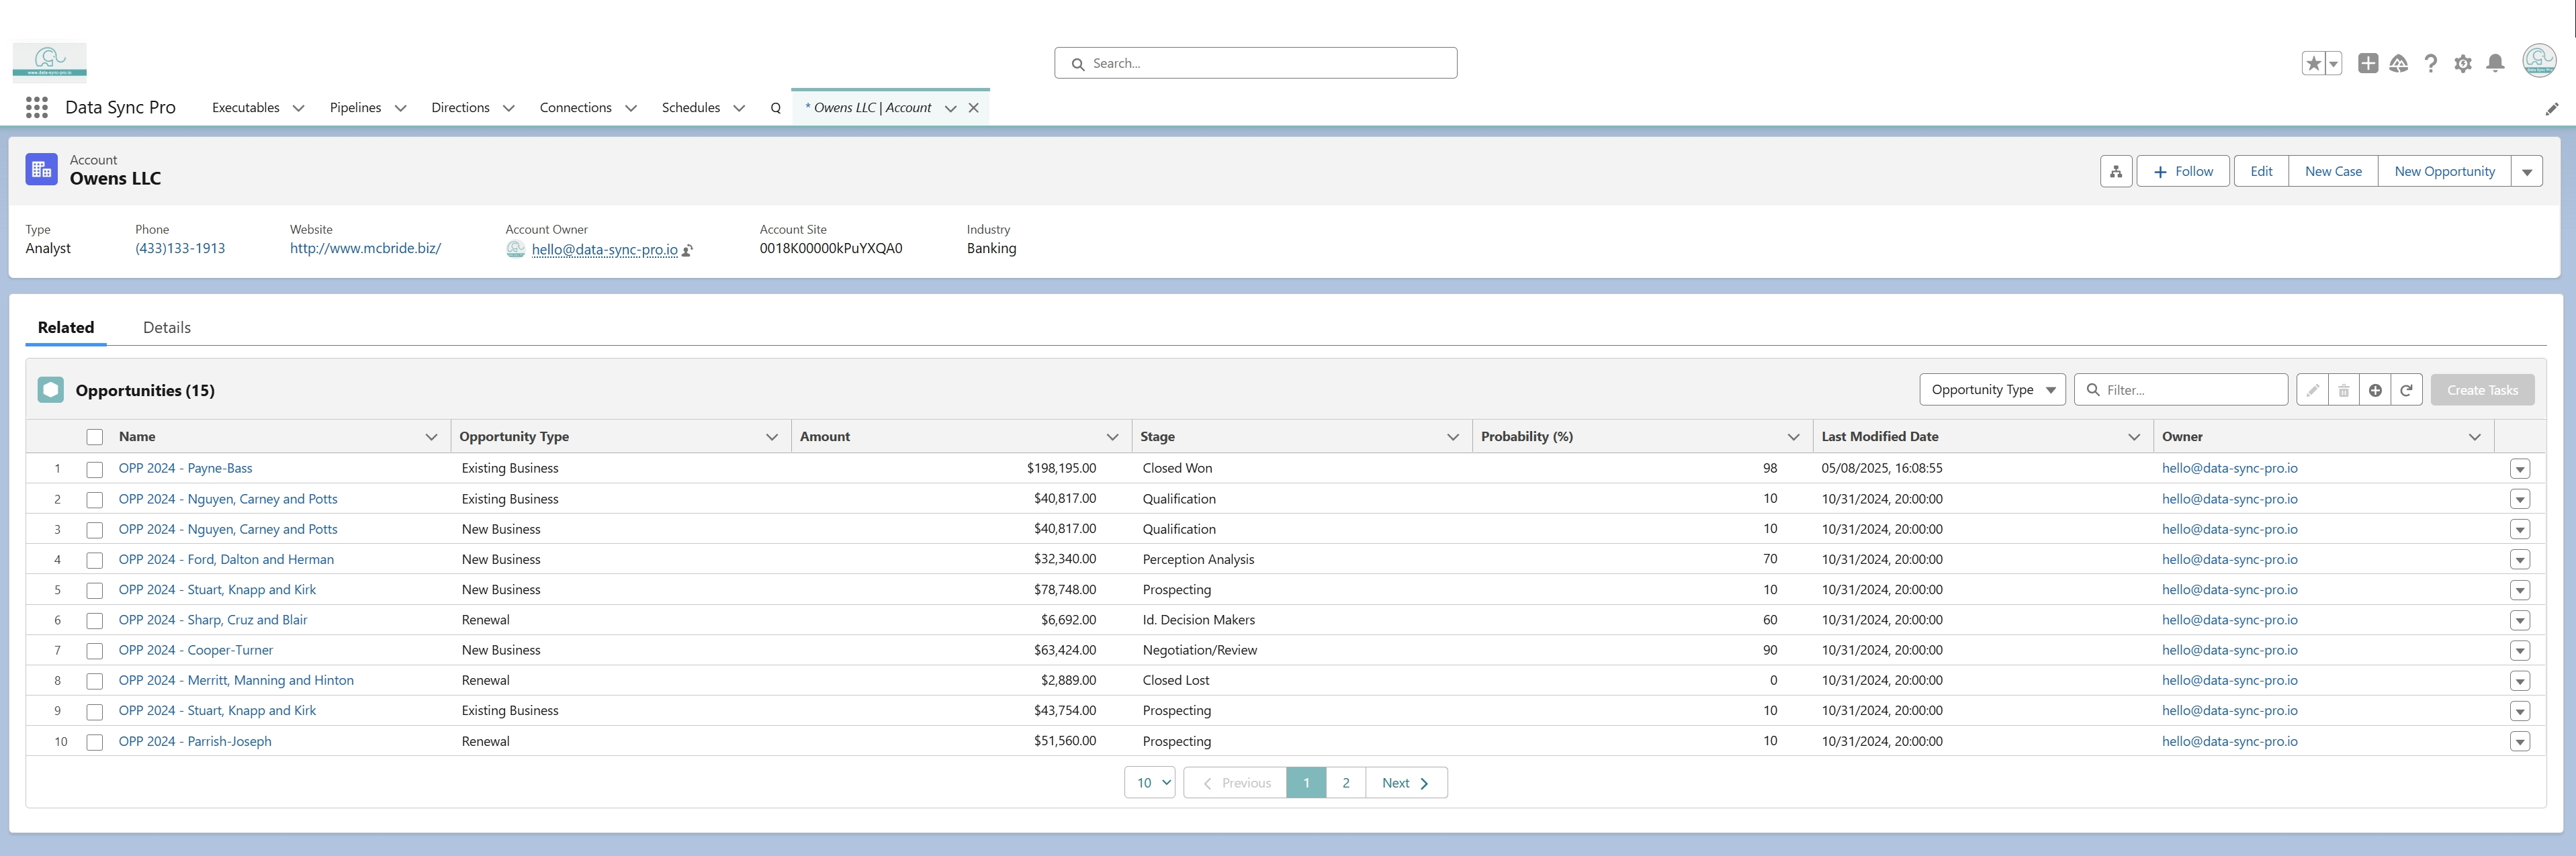 www.data-sync-pro.io
Search...
Data Sync Pro
Executables
Pipelines
Directions
Connections
Schedules
Q
* Owens LLC | Account
Account
Owens LLC
Follow
Edit
New Case
New Opportunity
Type
Phone
Website
Account Owner
Account Site
Industry
Analyst
(433)133-1913
http://www.mcbride.biz/
hello@data-sync-pro.io
0018K00000kPuYXQA0
Banking
Related
Details
Opportunities (15)
Opportunity Type
Filter...
Create Tasks
Name Opportunity Type Amount Stage Probability (%) Last Modified Date Owner
1 OPP 2024 - Payne-Bass Existing Business $198,195.00 Closed Won 98 05/08/2025, 16:08:55 hello@data-sync-pro.io
2 OPP 2024 - Nguyen, Carney and Potts Existing Business $40,817.00 Qualification 10 10/31/2024, 20:00:00 hello@data-sync-pro.io
3 OPP 2024 - Nguyen, Carney and Potts New Business $40,817.00 Qualification 10 10/31/2024, 20:00:00 hello@data-sync-pro.io
4 OPP 2024 - Ford, Dalton and Herman New Business $32,340.00 Perception Analysis 70 10/31/2024, 20:00:00 hello@data-sync-pro.io
5 OPP 2024 - Stuart, Knapp and Kirk New Business $78,748.00 Prospecting 10 10/31/2024, 20:00:00 hello@data-sync-pro.io
6 OPP 2024 - Sharp, Cruz and Blair Renewal $6,692.00 Id. Decision Makers 60 10/31/2024, 20:00:00 hello@data-sync-pro.io
7 OPP 2024 - Cooper-Turner New Business $63,424.00 Negotiation/Review 90 10/31/2024, 20:00:00 hello@data-sync-pro.io
8 OPP 2024 - Merritt, Manning and Hinton Renewal $2,889.00 Closed Lost 0 10/31/2024, 20:00:00 hello@data-sync-pro.io
9 OPP 2024 - Stuart, Knapp and Kirk Existing Business $43,754.00 Prospecting 10 10/31/2024, 20:00:00 hello@data-sync-pro.io
10 OPP 2024 - Parrish-Joseph Renewal $51,560.00 Prospecting 10 10/31/2024, 20:00:00 hello@data-sync-pro.io
10
Previous
1
2
Next